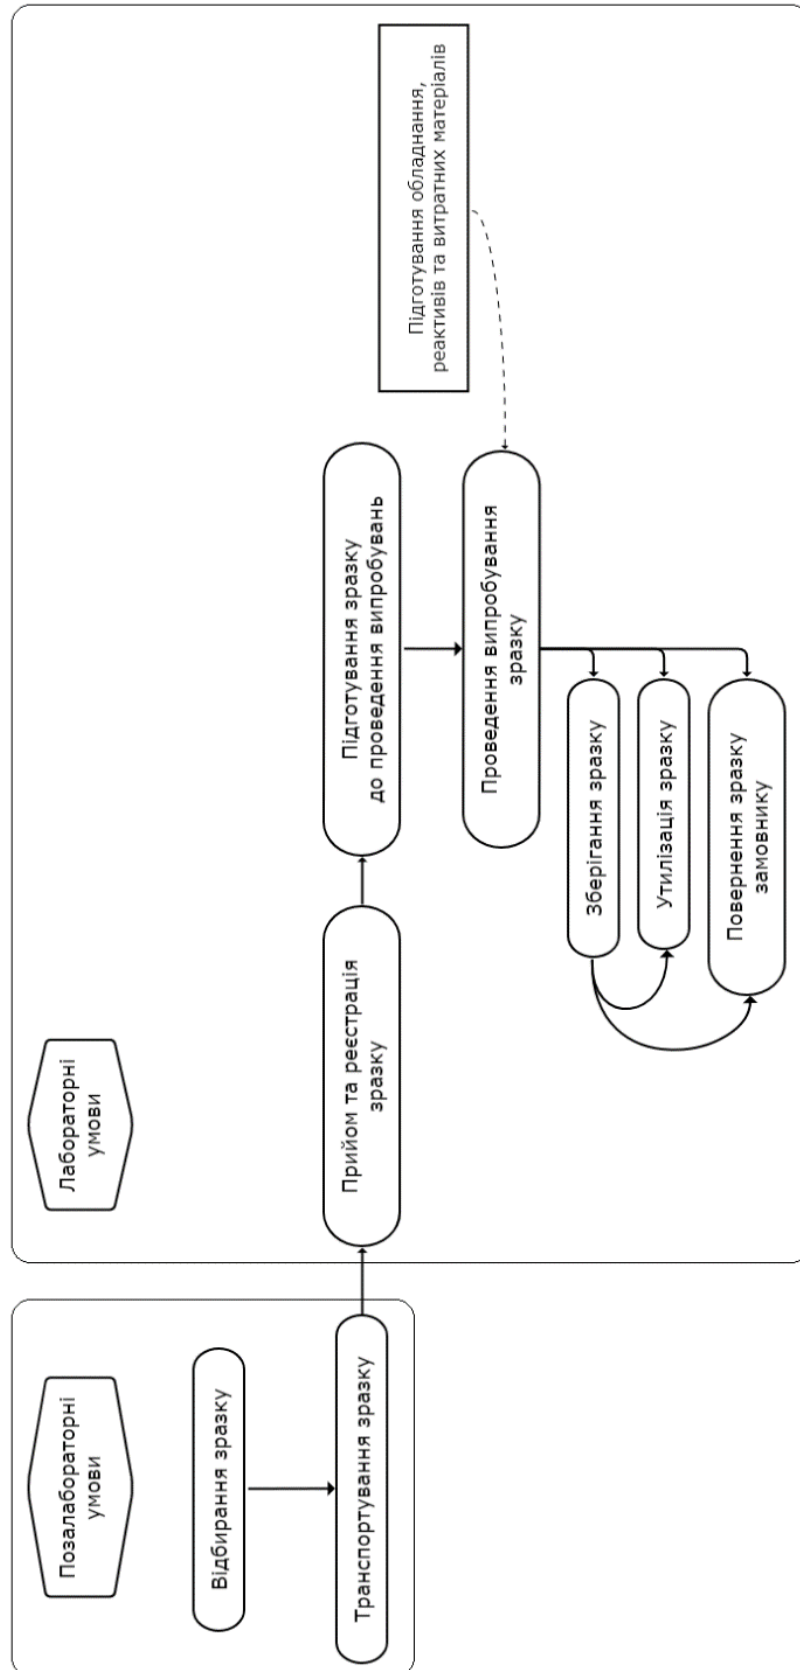 Позалабораторні
умови
Відбирання зразку
Транспортування зразку
Лабораторні
умови
Прийом та реєстрація
зразку
Підготування зразку
до проведення випробувань
Підготування обладнання,
реактивів та витратних матеріалів
Проведення випробування
зразку
Зберігання зразку
Утилізація зразку
Повернення зразку
замовнику